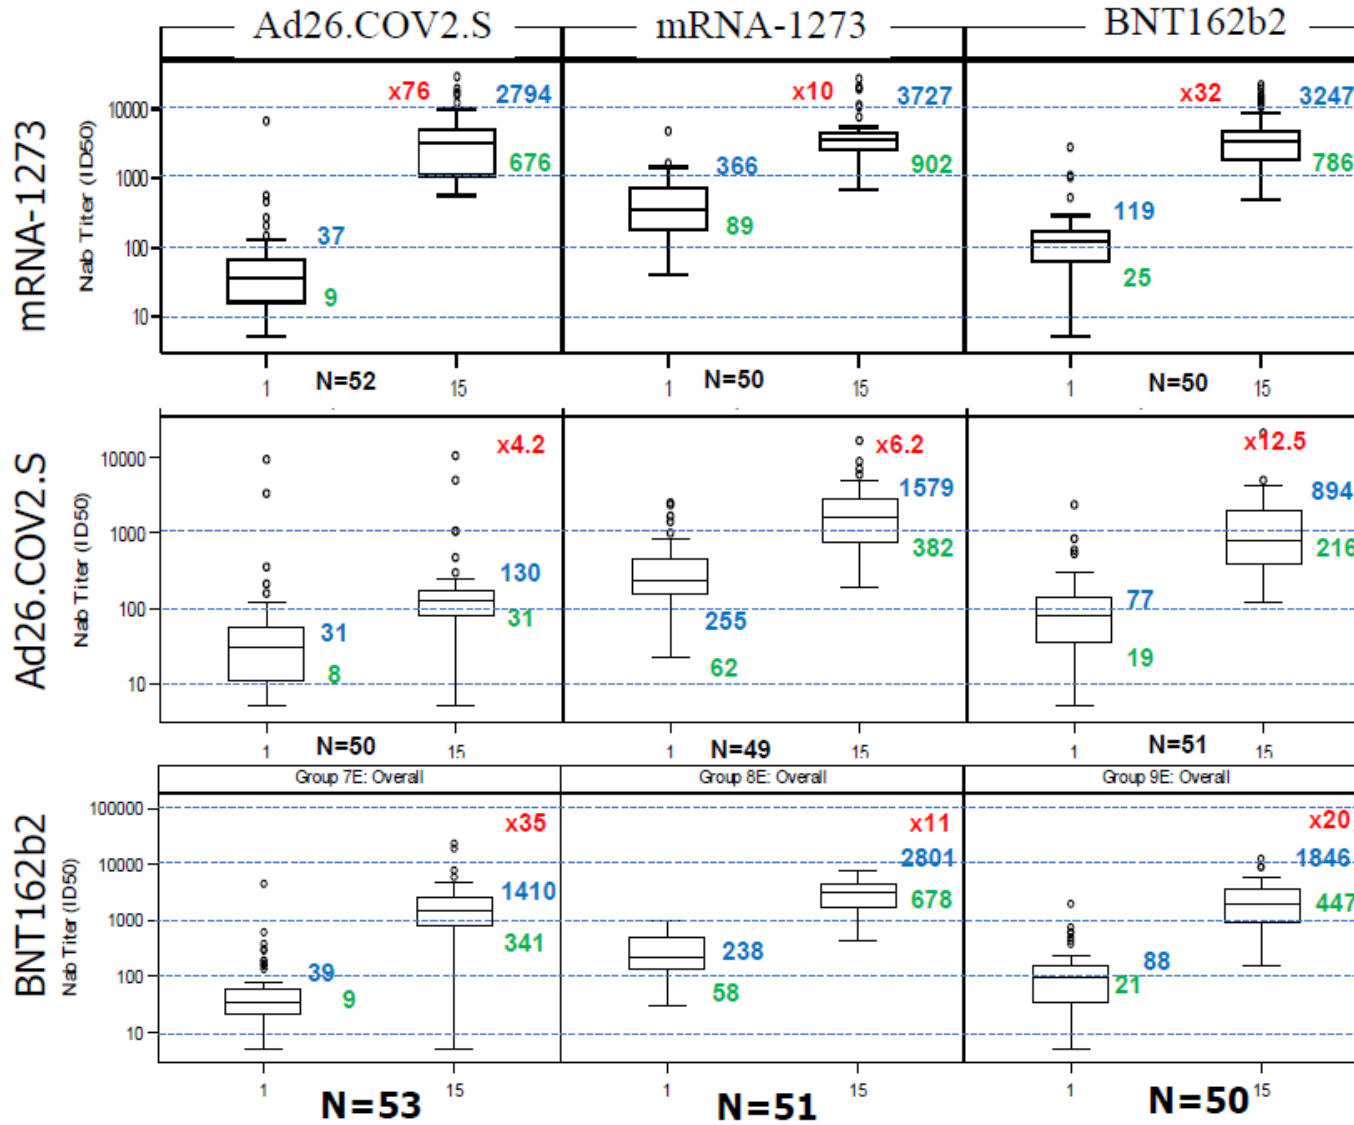 Ad26.COV2.S mRNA-1273 BNT162b2
mRNA-1273
Nab Titer (ID50)
10000
1000
100
10
x76 2794
676
37
9
1 N=52 15
x10 3727
902
366
89
1 N=50 15
x32 3247
786
119
25
1 N=50 15
Ad26.COV2.S
Nab Titer (ID50)
10000
1000
100
10
x4.2
130
31
31
8
1 N=50 15
x6.2
1579
382
255
62
1 N=49 15
x12.5
894
216
77
19
1 N=51 15
BNT162b2
Nab Titer (ID50)
Group 7E: Overall Group 8E: Overall Group 9E: Overall
100000
10000
1000
100
10
x35
1410
341
39
9
1 N=53 15
x11
2801
678
238
58
1 N=51 15
x20
1846
447
88
21
1 N=50 15